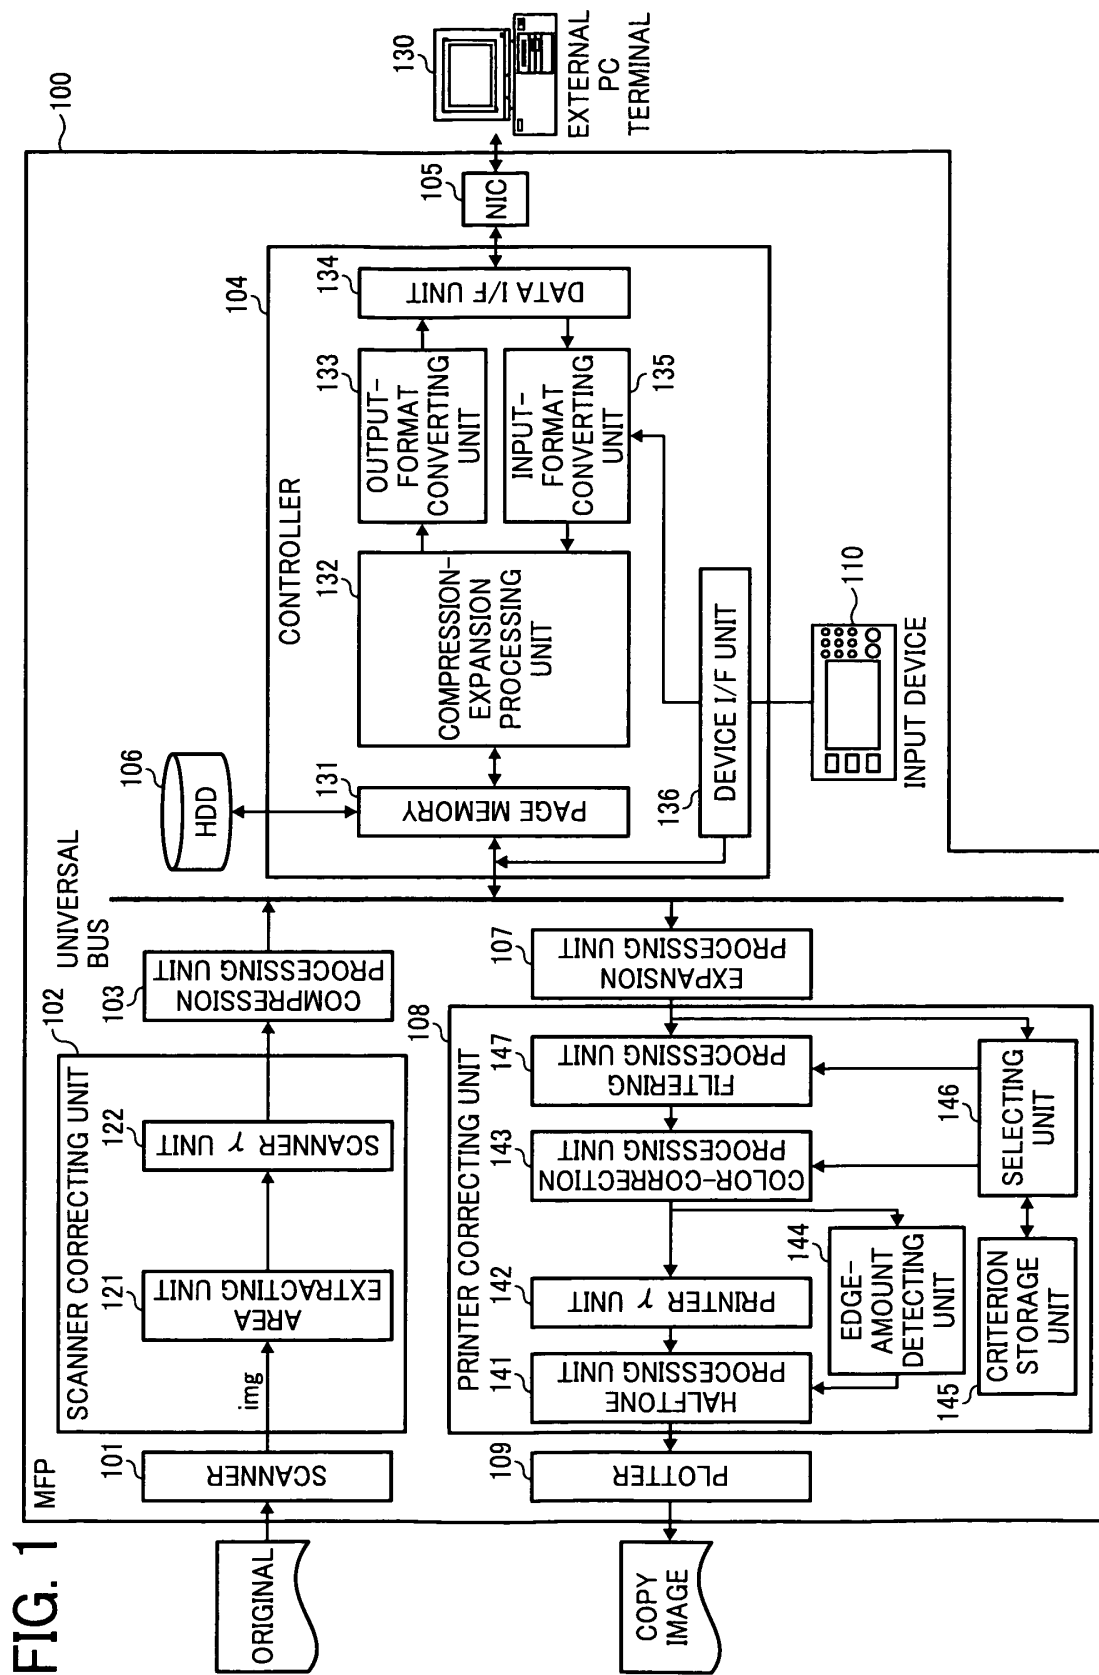 FIG. 1
MFP
100
ORIGINAL
101
SCANNER
img
SCANNER CORRECTING UNIT
102
121
AREA
EXTRACTING UNIT
122
SCANNER γ UNIT
103
COMPRESSION
PROCESSING UNIT
UNIVERSAL
BUS
106
HDD
CONTROLLER
104
131
PAGE MEMORY
132
COMPRESSION-
EXPANSION
PROCESSING
UNIT
133
OUTPUT-
FORMAT
CONVERTING
UNIT
134
DATA I/F UNIT
INPUT-
FORMAT
CONVERTING
UNIT
135
105
NIC
130
EXTERNAL
PC
TERMINAL
136
DEVICE I/F UNIT
110
INPUT DEVICE
COPY
IMAGE
109
PLOTTER
PRINTER CORRECTING UNIT
108
141
HALFTONE
PROCESSING UNIT
142
PRINTER γ UNIT
143
COLOR-CORRECTION
PROCESSING UNIT
147
FILTERING
PROCESSING UNIT
107
EXPANSION
PROCESSING UNIT
144
EDGE-
AMOUNT
DETECTING
UNIT
145
CRITERION
STORAGE
UNIT
146
SELECTING
UNIT